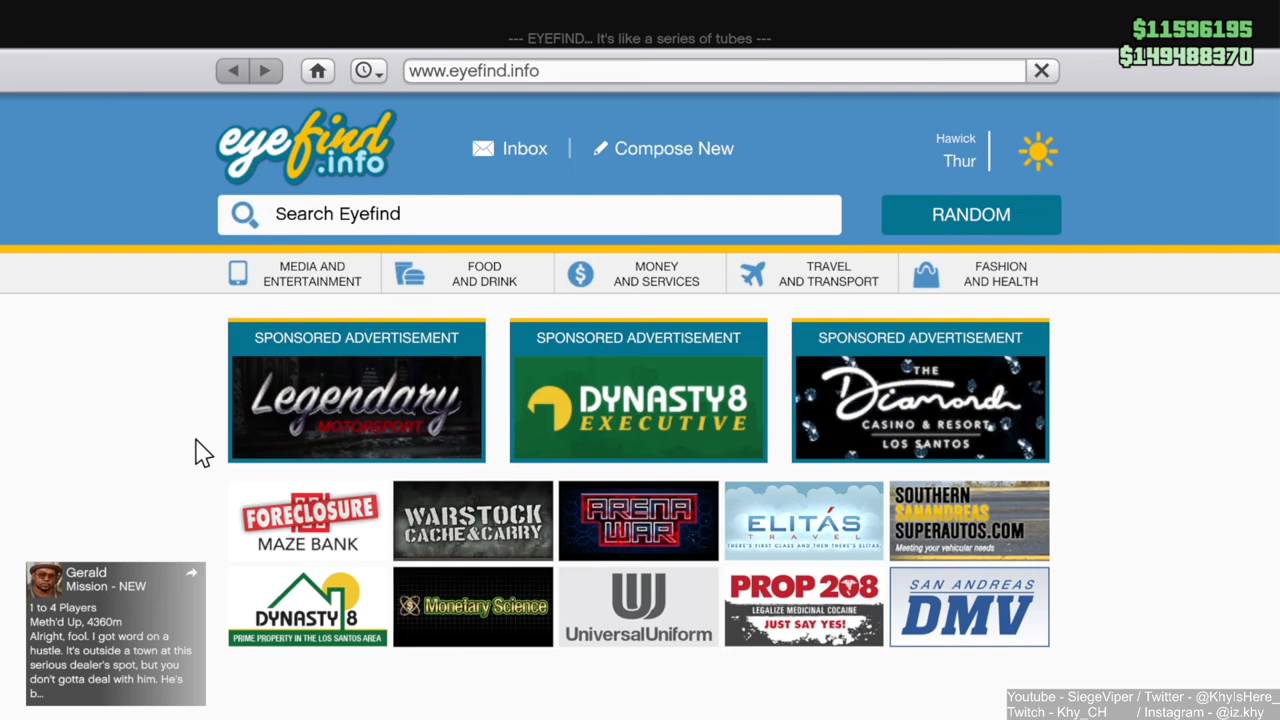 --- EYEFIND... It's like a series of tubes ---
$11596195
$149488370
www.eyefind.info
eyefind
.info
Inbox
Compose New
Hawick
Thur
Search Eyefind
RANDOM
MEDIA AND
ENTERTAINMENT
FOOD
AND DRINK
MONEY
AND SERVICES
TRAVEL
AND TRANSPORT
FASHION
AND HEALTH
SPONSORED ADVERTISEMENT
Legendary
MOTORSPORT
SPONSORED ADVERTISEMENT
DYNASTY8
EXECUTIVE
SPONSORED ADVERTISEMENT
THE
Diamond
CASINO & RESORT
LOS SANTOS
FORECLOSURE
MAZE BANK
WARSTOCK
CACHE&CARRY
ARENA
WAR
ELITÁS
TRAVEL
THERE'S FIRST CLASS AND THEN THERE'S ELITAS
SOUTHERN
SANANDREAS
SUPERAUTOS.COM
Meeting your vehicular needs
DYNASTY 8
PRIME PROPERTY IN THE LOS SANTOS AREA
Monetary Science
UniversalUniform
PROP 208
LEGALIZE MEDICINAL COCAINE
JUST SAY YES!
SAN ANDREAS
DMV
Gerald
Mission - NEW
1 to 4 Players
Meth'd Up, 4360m
Alright, fool. I got word on a
hustle. It's outside a town at this
serious dealer's spot, but you
don't gotta deal with him. He's
b...
Youtube - SiegeViper / Twitter - @KhyIsHere_
Twitch - Khy_CH / Instagram - @iz.khy